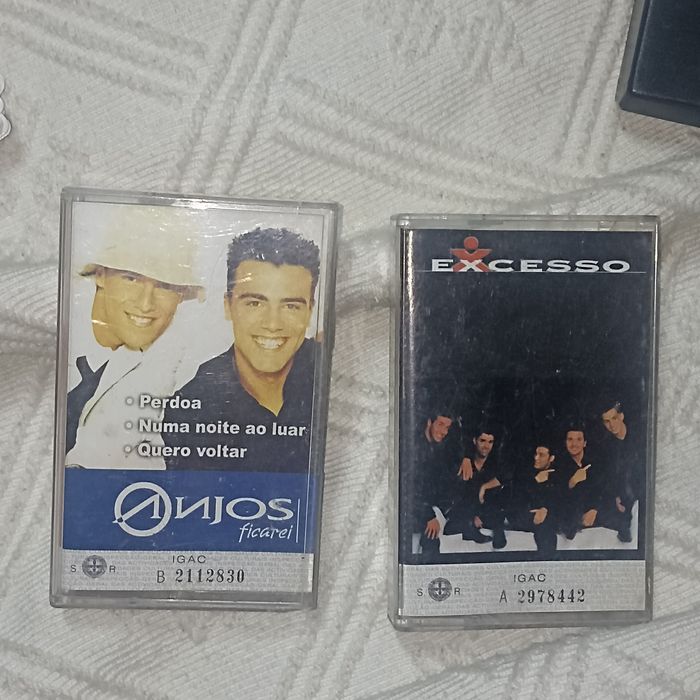 • Perdoa
• Numa noite ao luar
• Quero voltar
ANJOS
ficarei
IGAC
S R
B 2112830
EXCESSO
IGAC
S R
A 2978442